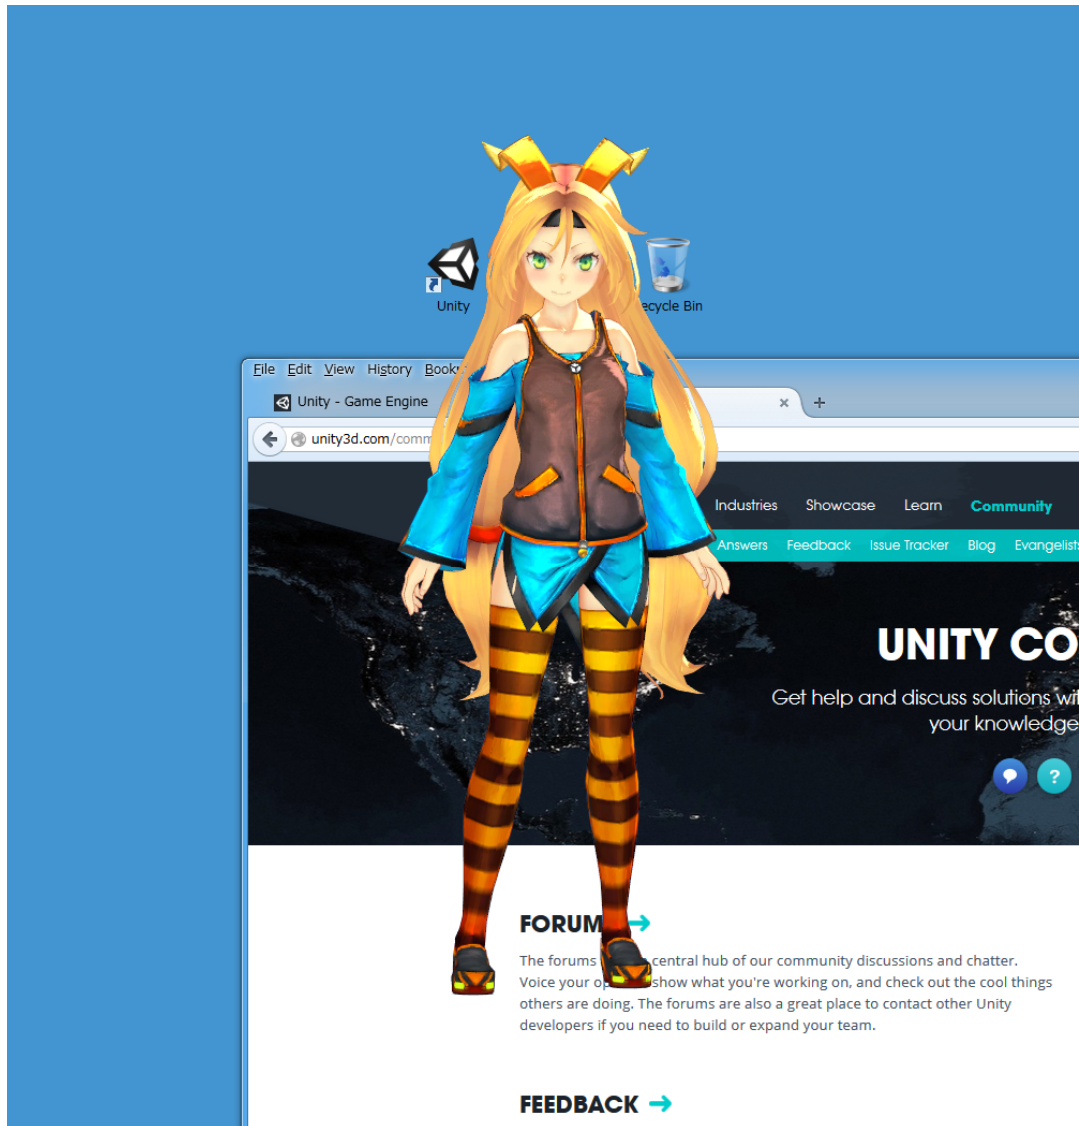 Unity
ecycle Bin
File Edit View History
Unity - Game Engine
unity3d.com/comm
Industries Showcase Learn Community
Answers Feedback Issue Tracker Blog Evangelists
UNITY CO
Get help and discuss solutions
your knowledge
?
FORUM
The forums central hub of our community discussions and chatter.
Voice your show what you're working on, and check out the cool things
others are doing. The forums are also a great place to contact other Unity
developers if you need to build or expand your team.
FEEDBACK